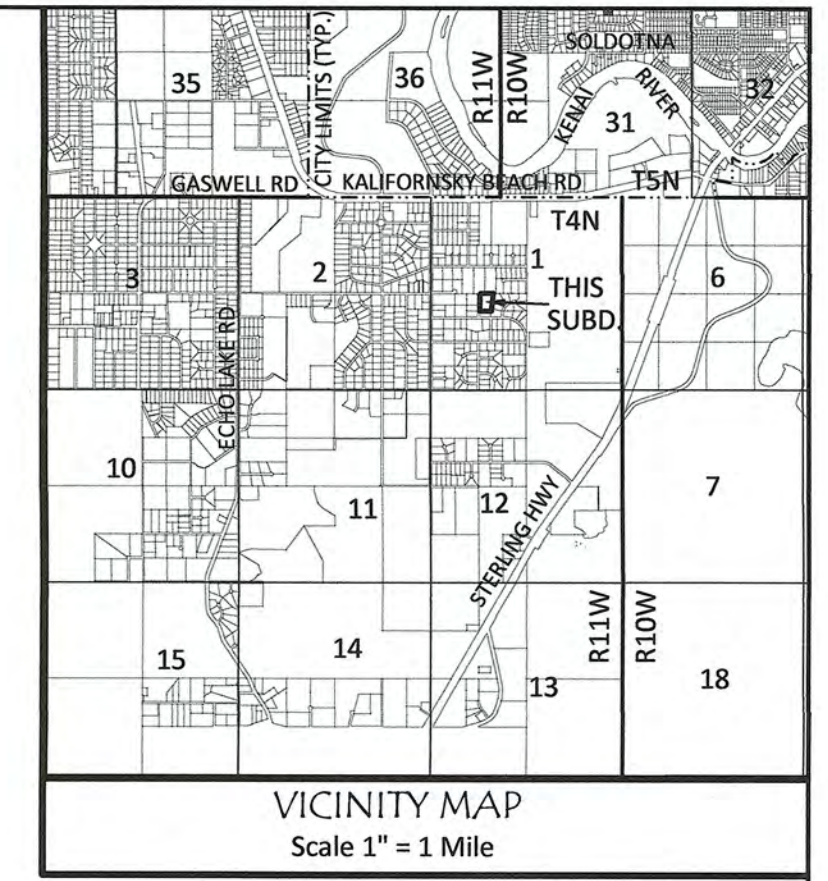 SOLDOTNA
35
CITY LIMITS (TYP.)
36
R11W
R10W
KENAI
RIVER
31
32
GASWELL RD
KALIFORNSKY BEACH RD
T5N
T4N
3
2
1
6
THIS
SUBD.
ECHO LAKE RD
10
11
12
7
STERLING HWY
15
14
13
R11W
R10W
18
VICINITY MAP
Scale 1" = 1 Mile